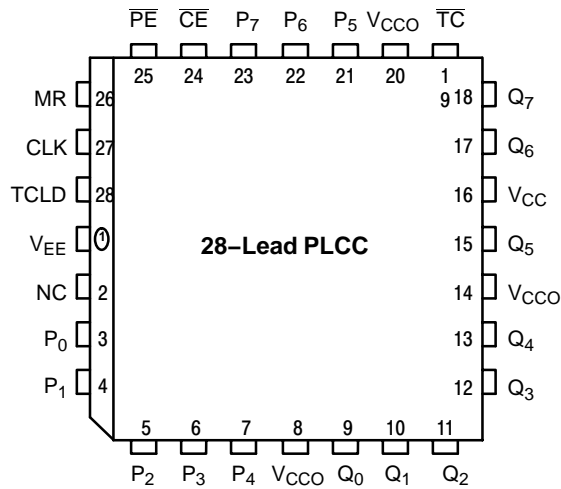 PE CE P7 P6 P5 VCCO TC
25 24 23 22 21 20 1
9
MR 26 18 Q7
CLK 27 17 Q6
TCLD 28 16 VCC
VEE 1 28–Lead PLCC 15 Q5
NC 2 14 VCCO
P0 3 13 Q4
P1 4 12 Q3
5 6 7 8 9 10 11
P2 P3 P4 VCCO Q0 Q1 Q2